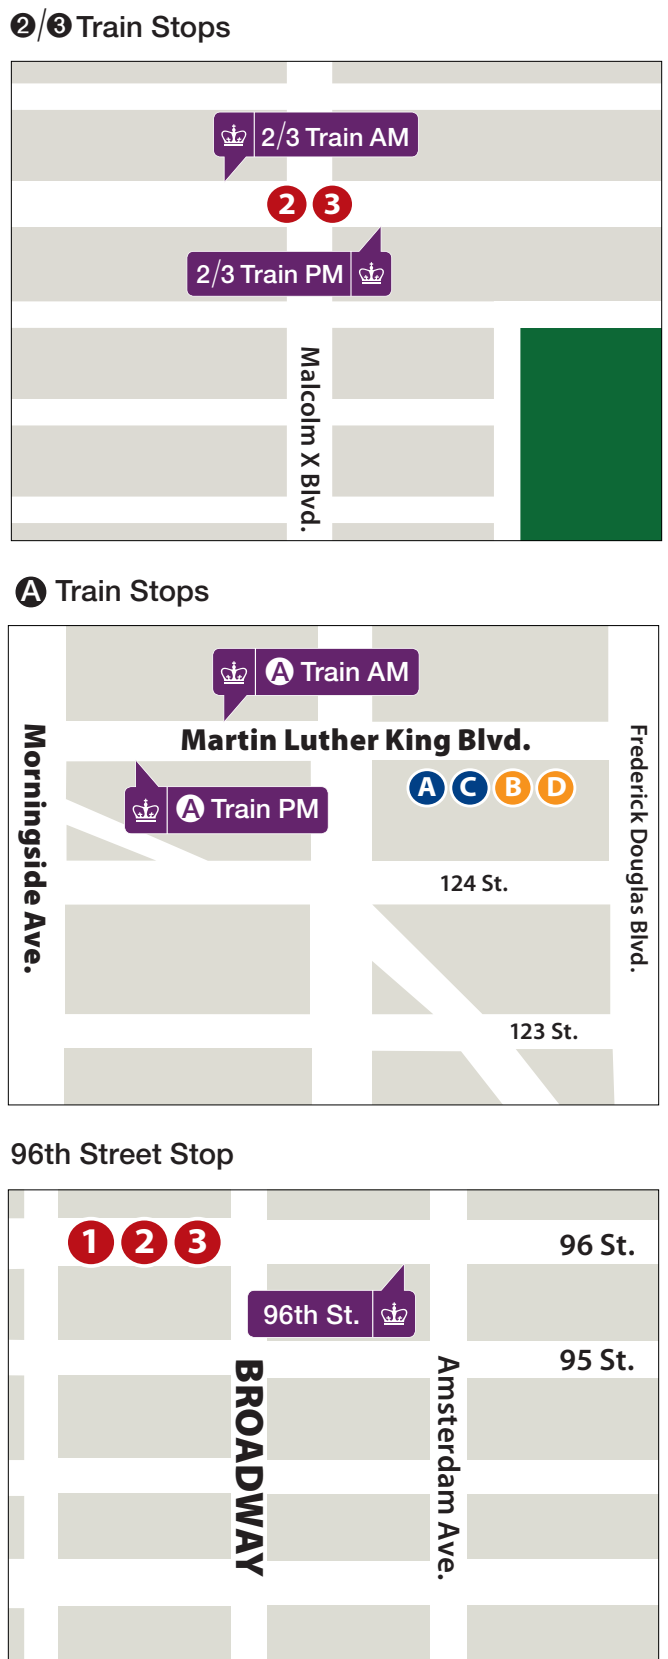 ❷/❸ Train Stops
2/3 Train AM
2 3
2/3 Train PM
Malcolm X Blvd.
A Train Stops
A Train AM
Martin Luther King Blvd.
Morningside Ave.
Frederick Douglas Blvd.
A Train PM
A C B D
124 St.
123 St.
96th Street Stop
1 2 3
96 St.
96th St.
95 St.
BROADWAY
Amsterdam Ave.